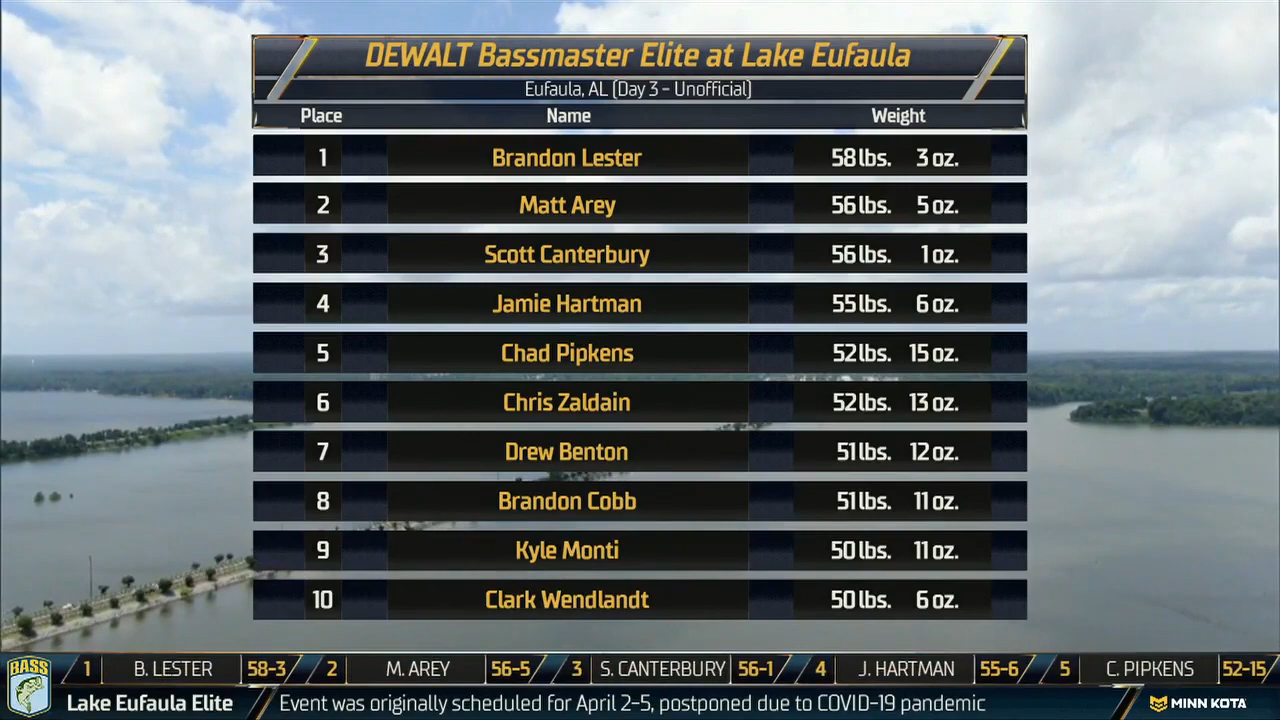 DEWALT Bassmaster Elite at Lake Eufaula
Eufaula, AL (Day 3 - Unofficial)
Place Name Weight
1 Brandon Lester 58 lbs. 3 oz.
2 Matt Arey 56 lbs. 5 oz.
3 Scott Canterbury 56 lbs. 1 oz.
4 Jamie Hartman 55 lbs. 6 oz.
5 Chad Pipkens 52 lbs. 15 oz.
6 Chris Zaldain 52 lbs. 13 oz.
7 Drew Benton 51 lbs. 12 oz.
8 Brandon Cobb 51 lbs. 11 oz.
9 Kyle Monti 50 lbs. 11 oz.
10 Clark Wendlandt 50 lbs. 6 oz.
BASS 1 B. LESTER 58-3 2 M. AREY 56-5 3 S. CANTERBURY 56-1 4 J. HARTMAN 55-6 5 C. PIPKENS 52-15
Lake Eufaula Elite Event was originally scheduled for April 2-5, postponed due to COVID-19 pandemic MINN KOTA